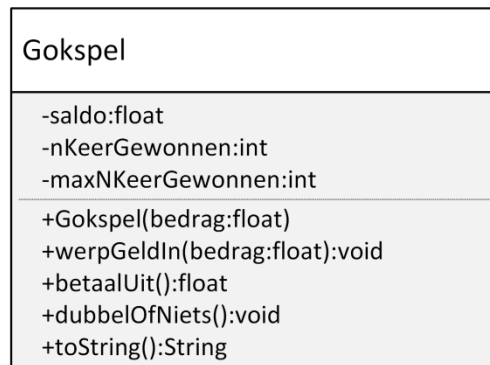 Gokspel
-saldo:float
-nKeerGewonnen:int
-maxNKeerGewonnen:int
+Gokspel(bedrag:float)
+werpGeldIn(bedrag:float):void
+betaalUit():float
+dubbelOfNiets():void
+toString():String